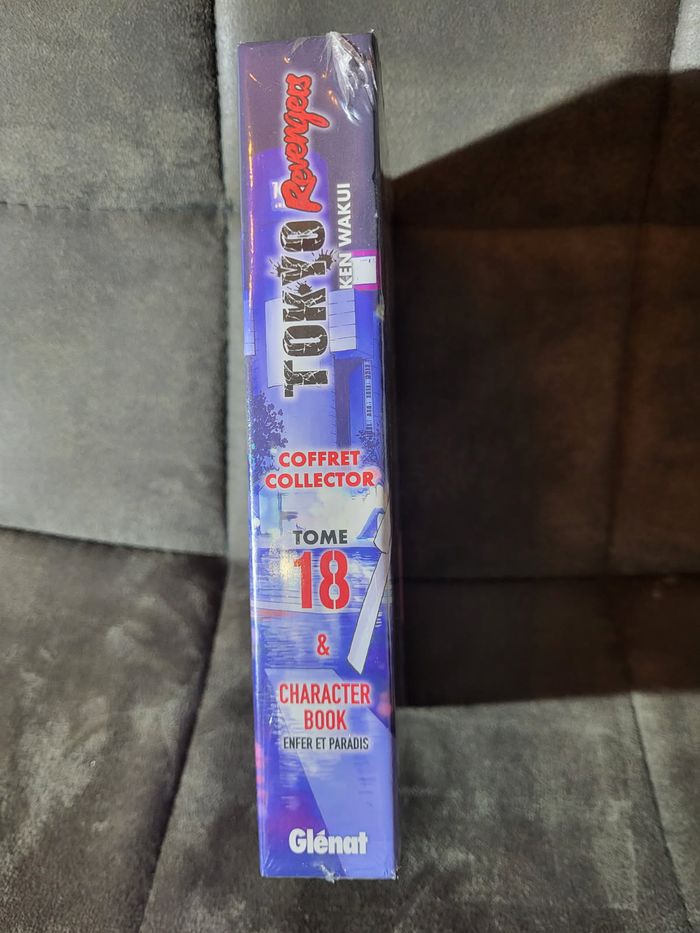 TOKYO Revengers
KEN WAKUI
COFFRET
COLLECTOR
TOME
18
&
CHARACTER
BOOK
ENFER ET PARADIS
Glénat